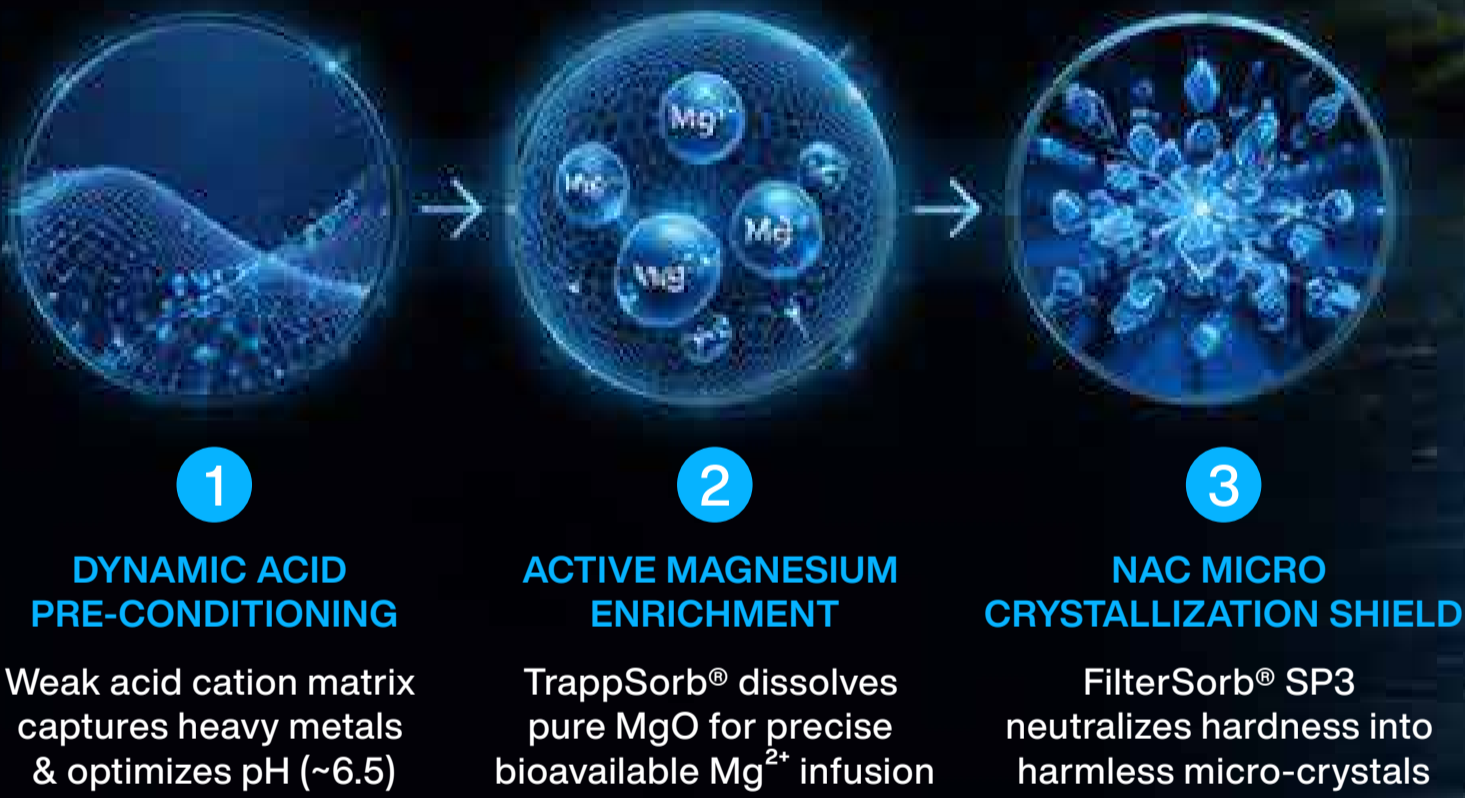 Mg
Mg
1
2
3
DYNAMIC ACID
PRE-CONDITIONING
Weak acid cation matrix
captures heavy metals
& optimizes pH (~6.5)
ACTIVE MAGNESIUM
ENRICHMENT
TrappSorb® dissolves
pure MgO for precise
bioavailable Mg²⁺ infusion
NAC MICRO
CRYSTALLIZATION SHIELD
FilterSorb® SP3
neutralizes hardness into
harmless micro-crystals